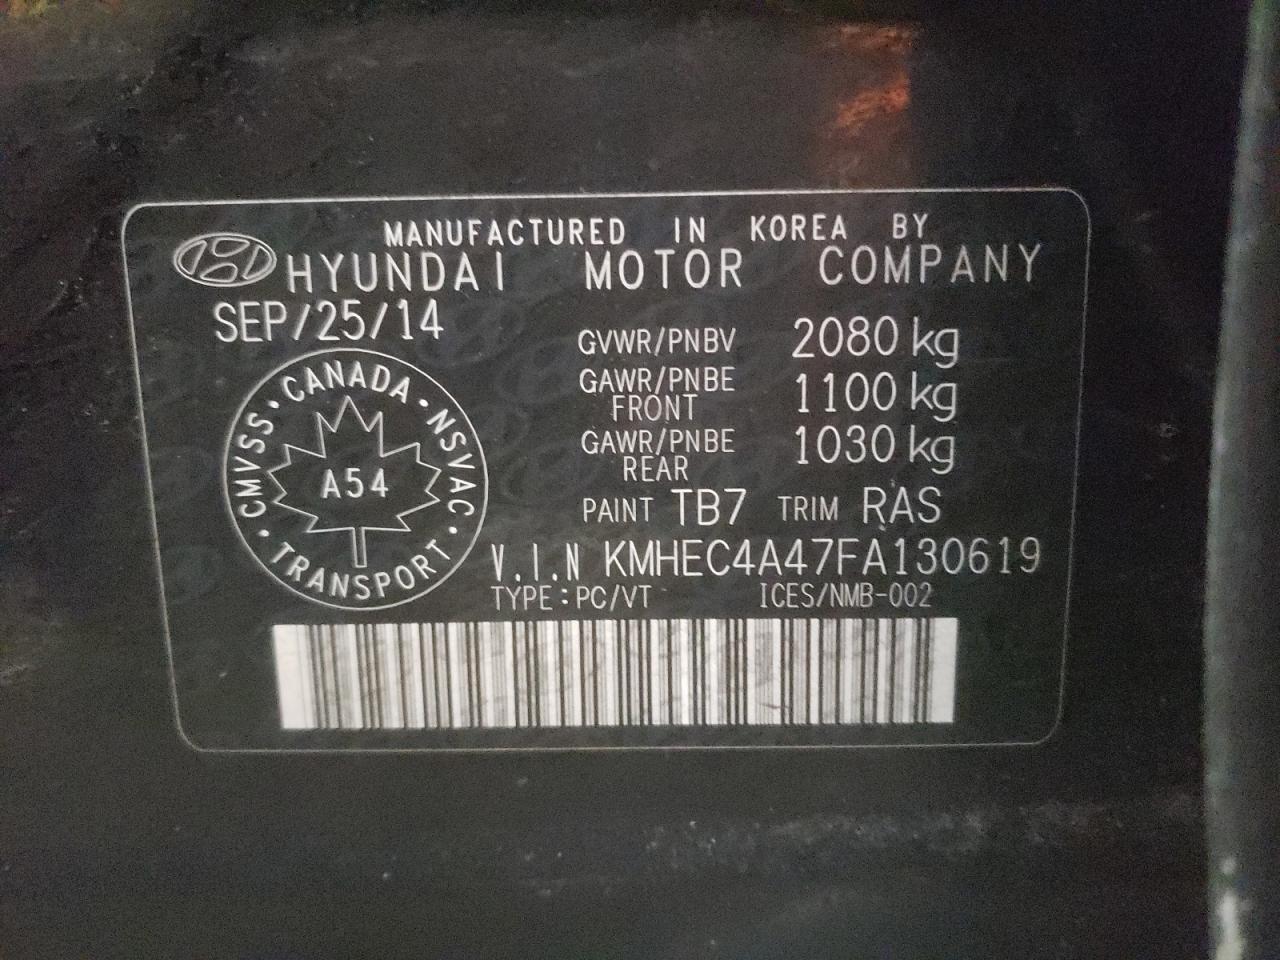 MANUFACTURED IN KOREA BY
HYUNDAI MOTOR COMPANY
SEP/25/14
GVWR/PNBV 2080 kg
GAWR/PNBE FRONT 1100 kg
GAWR/PNBE REAR 1030 kg
PAINT TB7 TRIM RAS
CANADA · NSVAC · TRANSPORT · CMVSS ·
A54
V.I.N KMHEC4A47FA130619
TYPE:PC/VT ICES/NMB-002